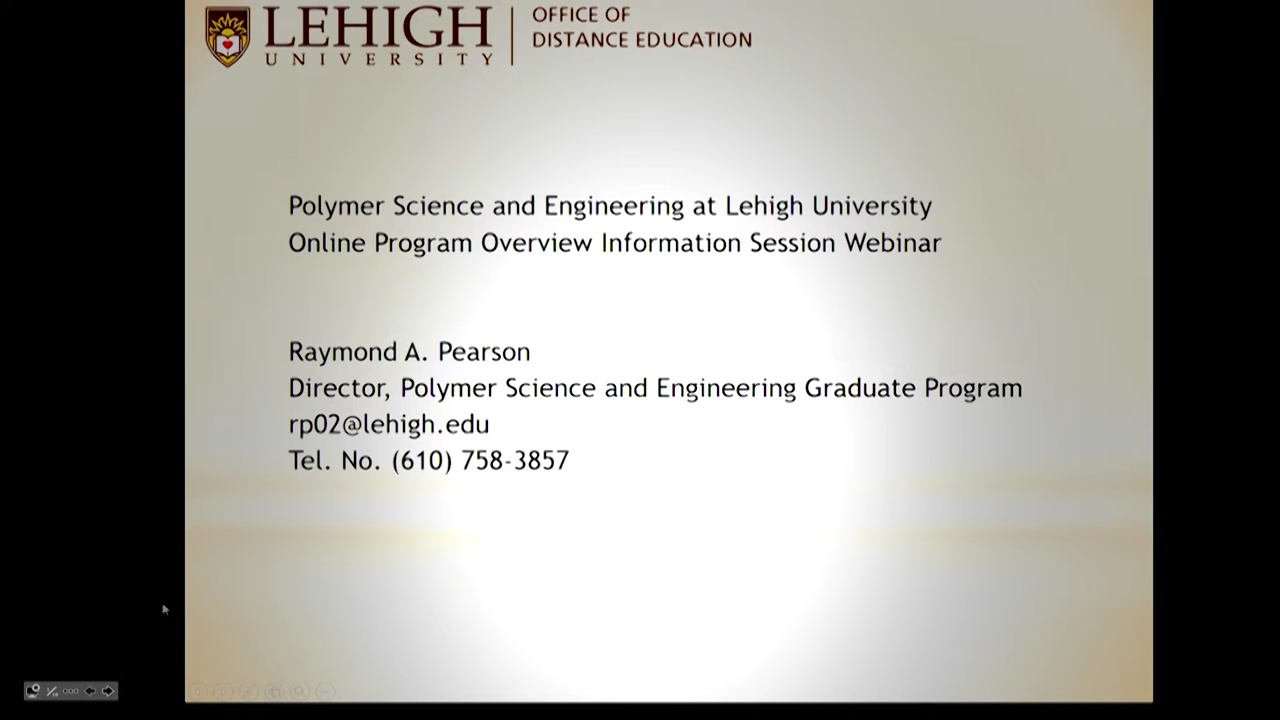 LEHIGH
UNIVERSITY
OFFICE OF
DISTANCE EDUCATION
Polymer Science and Engineering at Lehigh University
Online Program Overview Information Session Webinar
Raymond A. Pearson
Director, Polymer Science and Engineering Graduate Program
rp02@lehigh.edu
Tel. No. (610) 758-3857